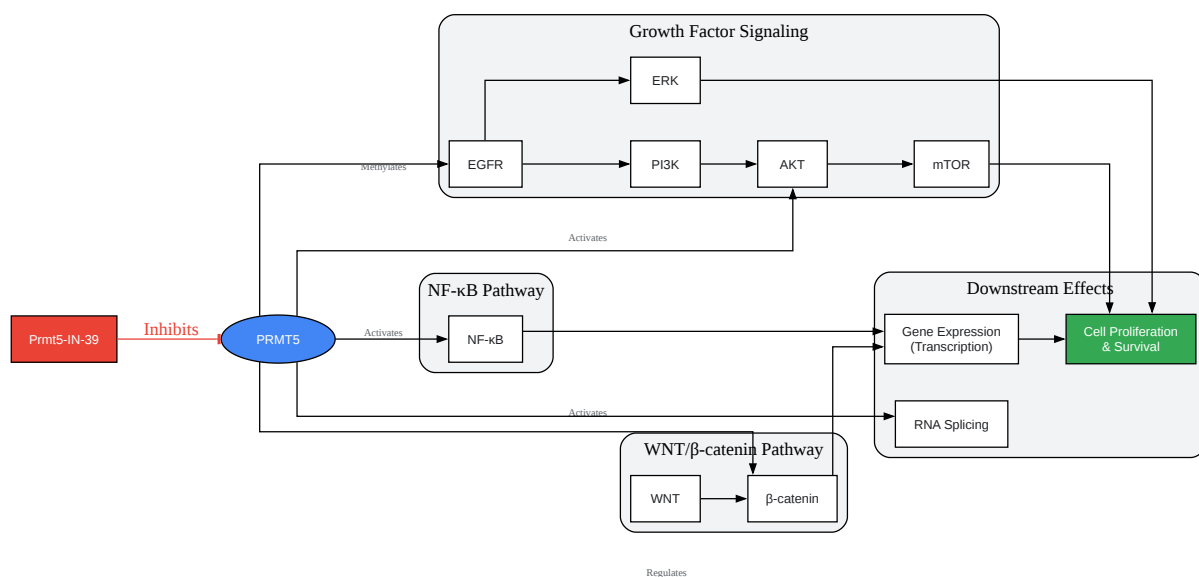 Growth Factor Signaling
ERK
EGFR
PI3K
AKT
mTOR
Methylates
Activates
NF-κB Pathway
Downstream Effects
Prmt5-IN-39
Inhibits
PRMT5
Activates
NF-κB
Gene Expression
(Transcription)
Cell Proliferation
& Survival
Activates
RNA Splicing
WNT/β-catenin Pathway
WNT
β-catenin
Regulates